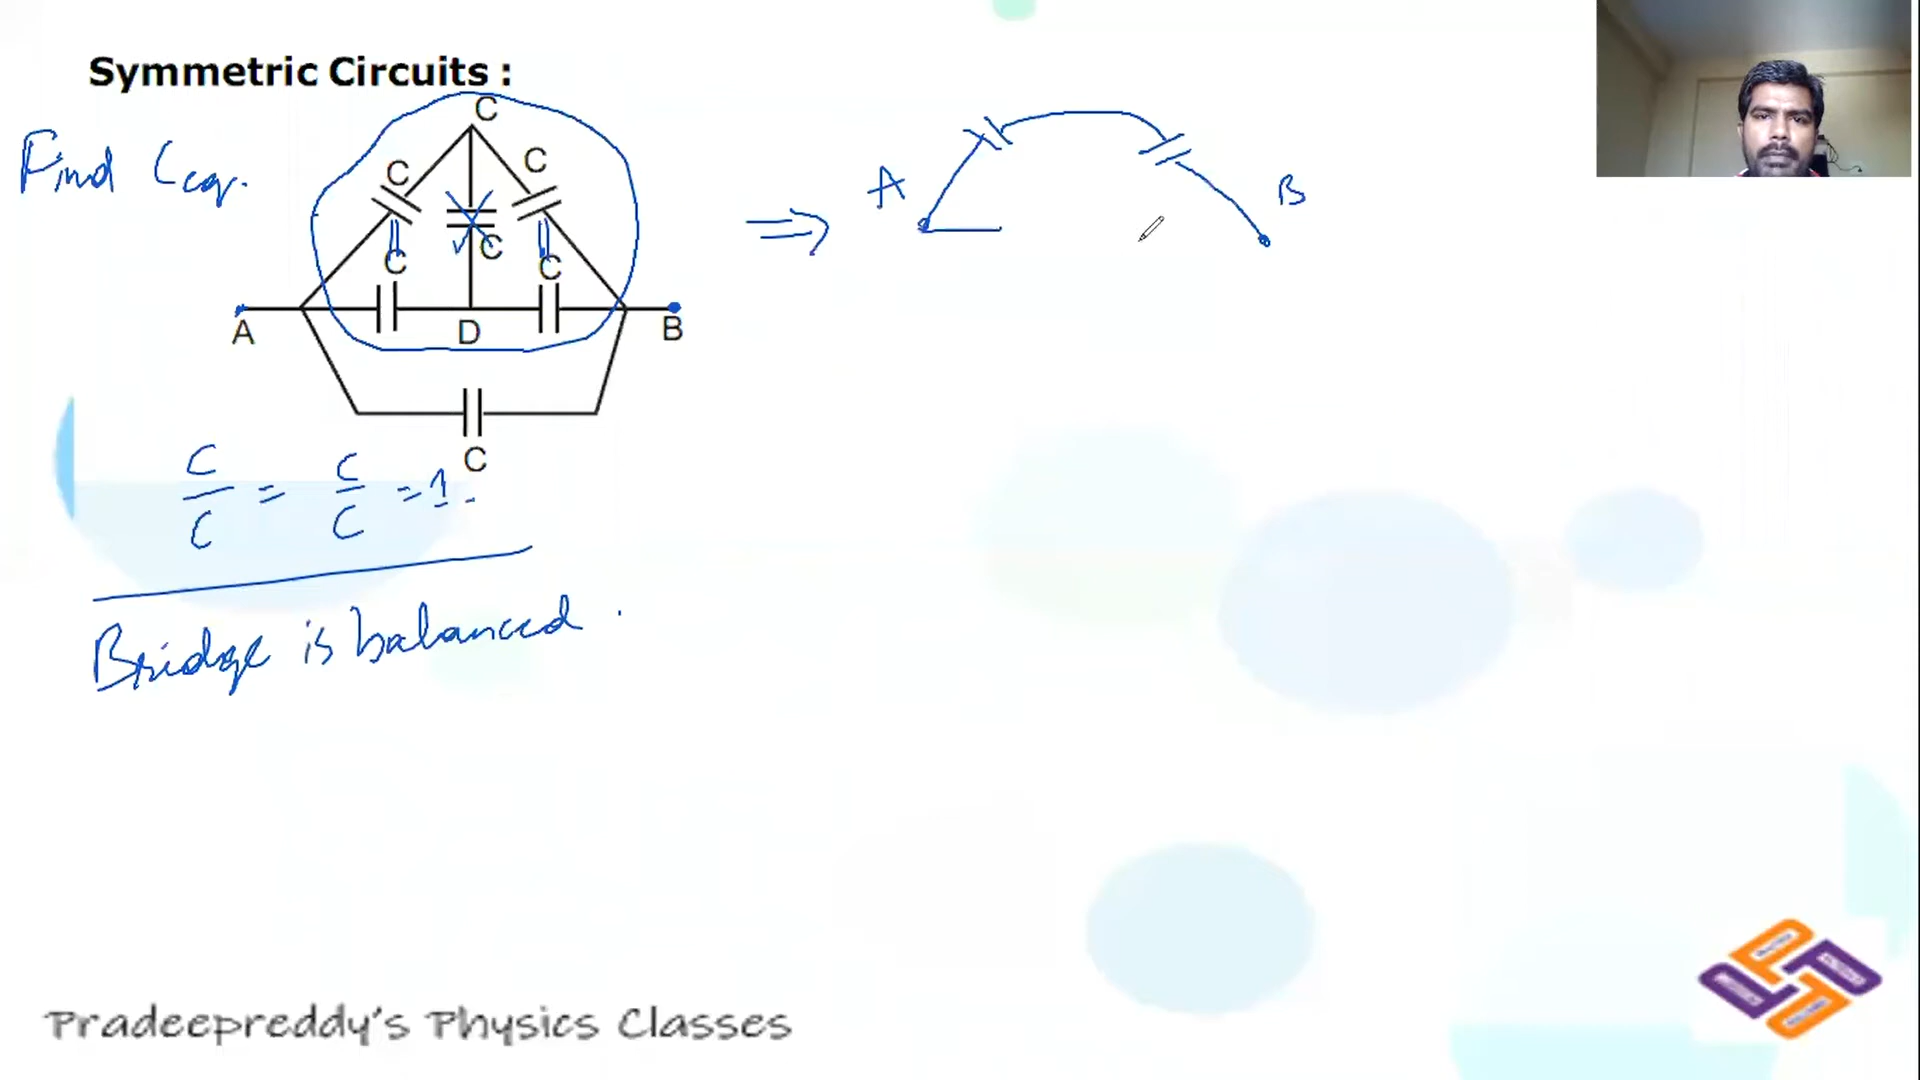 Symmetric Circuits :
Find Ceq.
C
C
C
C
C
C
A
D
B
C
A
B
C/C = C/C = 1.
Bridge is balanced.
Pradeepreddy's Physics Classes